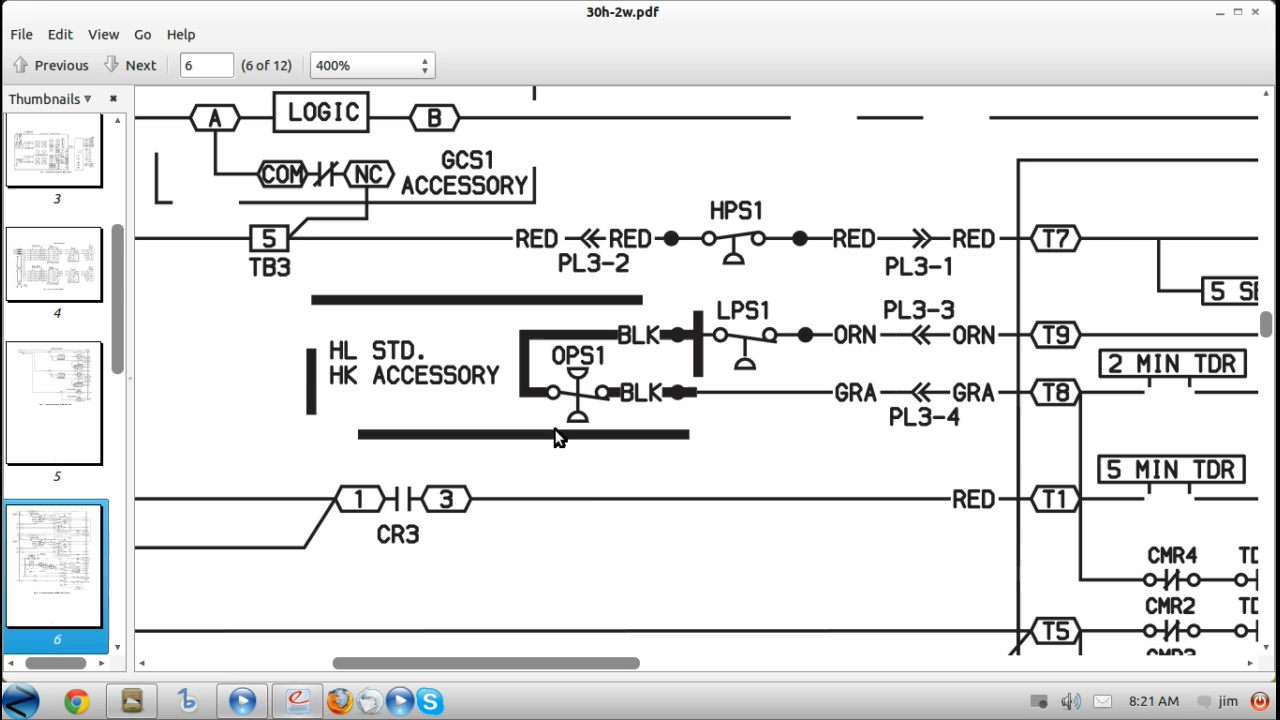 30h-2w.pdf
File Edit View Go Help
Previous Next 6 (6 of 12) 400%
Thumbnails
3
4
5
6
A LOGIC B
COM NC GCS1
ACCESSORY
HPS1
5 RED RED RED RED T7
TB3 PL3-2 PL3-1
5 SE
LPS1 PL3-3
BLK ORN ORN T9
HL STD. OPS1
HK ACCESSORY
2 MIN TDR
BLK GRA GRA T8
PL3-4
5 MIN TDR
1 3 RED T1
CR3
CMR4
CMR2
T5
8:21 AM jim